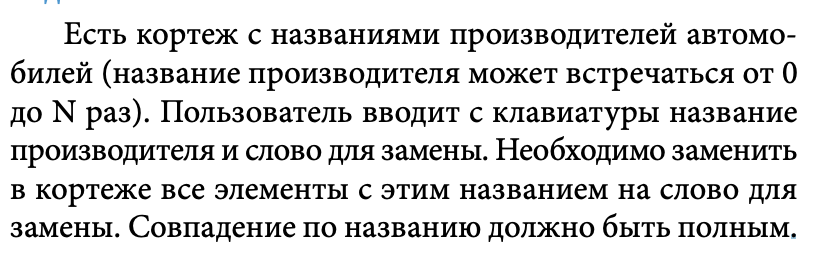 Есть кортеж с названиями производителей автомо-
билей (название производителя может встречаться от 0
до N раз). Пользователь вводит с клавиатуры название
производителя и слово для замены. Необходимо заменить
в кортеже все элементы с этим названием на слово для
замены. Совпадение по названию должно быть полным.